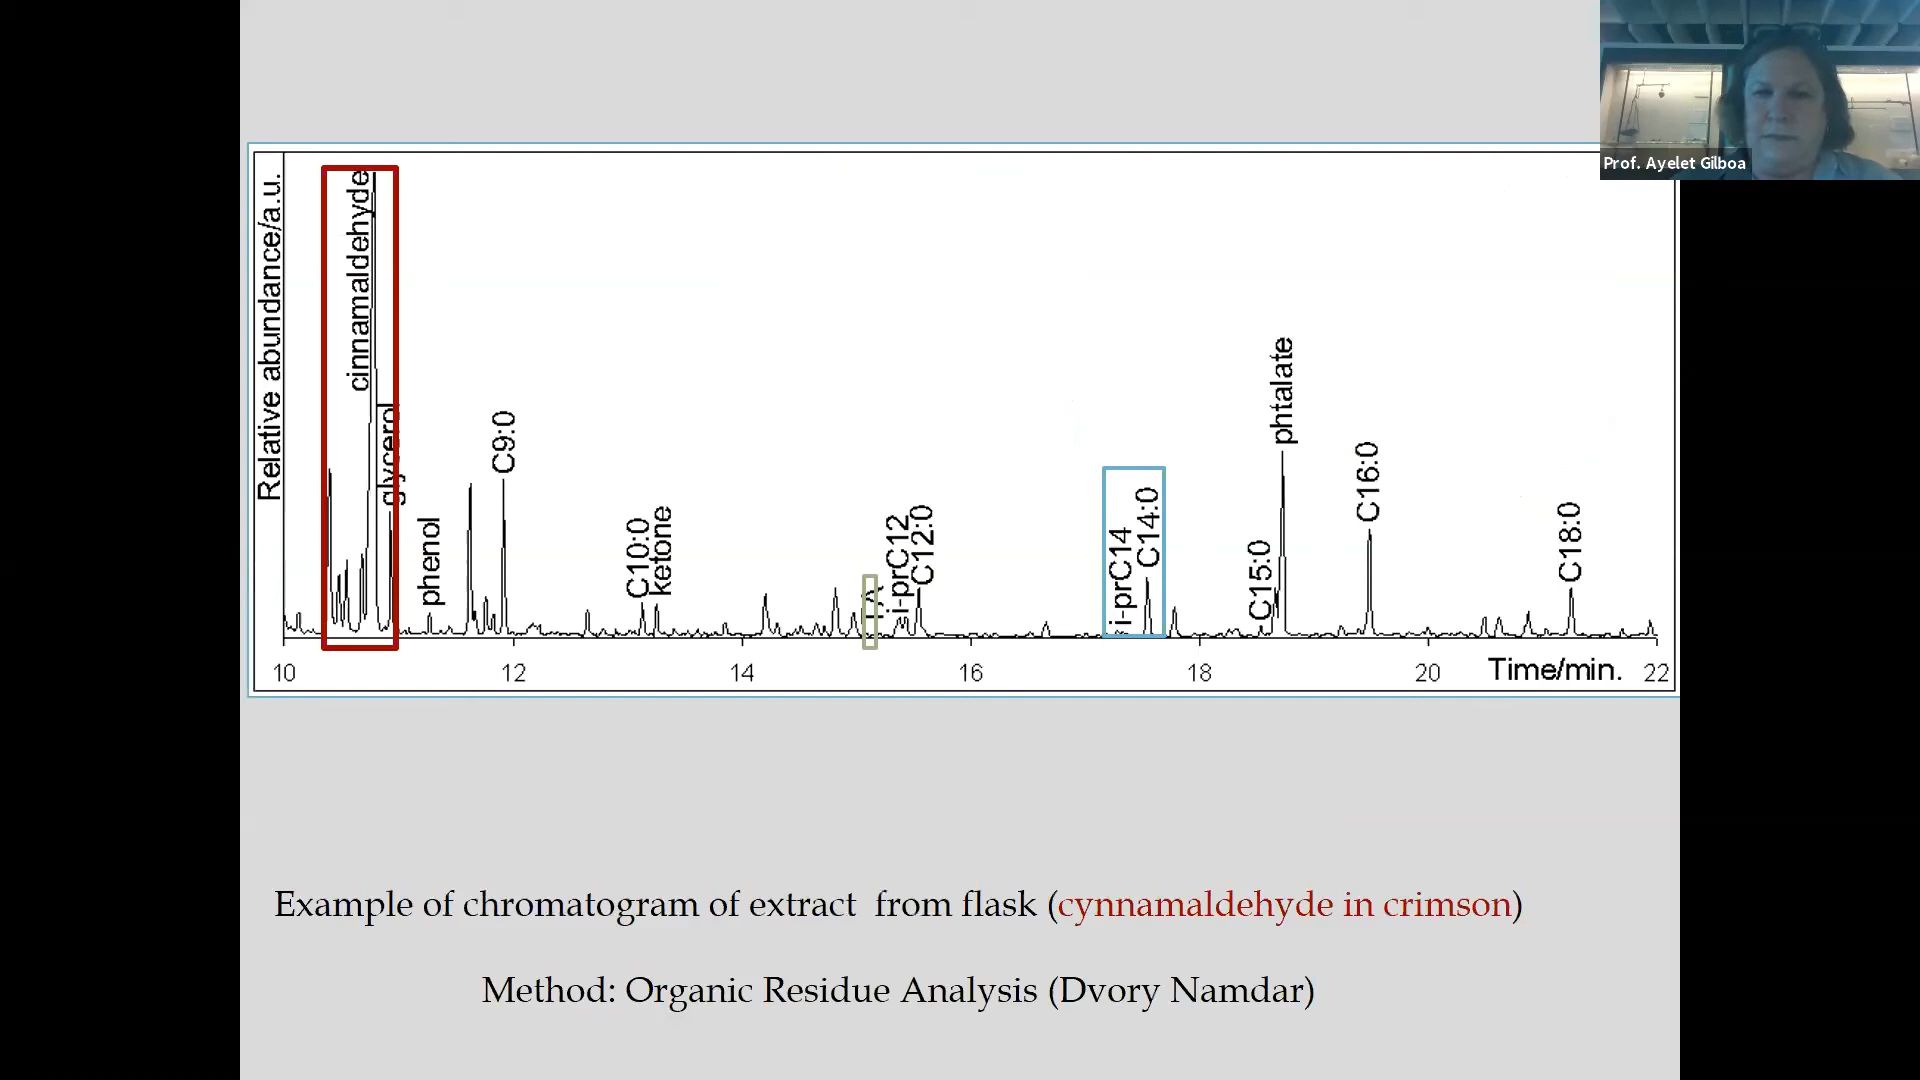 Prof. Ayelet Gilboa
Relative abundance/a.u.
cinnamaldehyde
glycerol
phenol
C9:0
C10:0
ketone
i-prC12
C12:0
i-prC14
C14:0
C15:0
phtalate
C16:0
C18:0
10 12 14 16 18 20 Time/min. 22
Example of chromatogram of extract from flask (cynnamaldehyde in crimson)
Method: Organic Residue Analysis (Dvory Namdar)